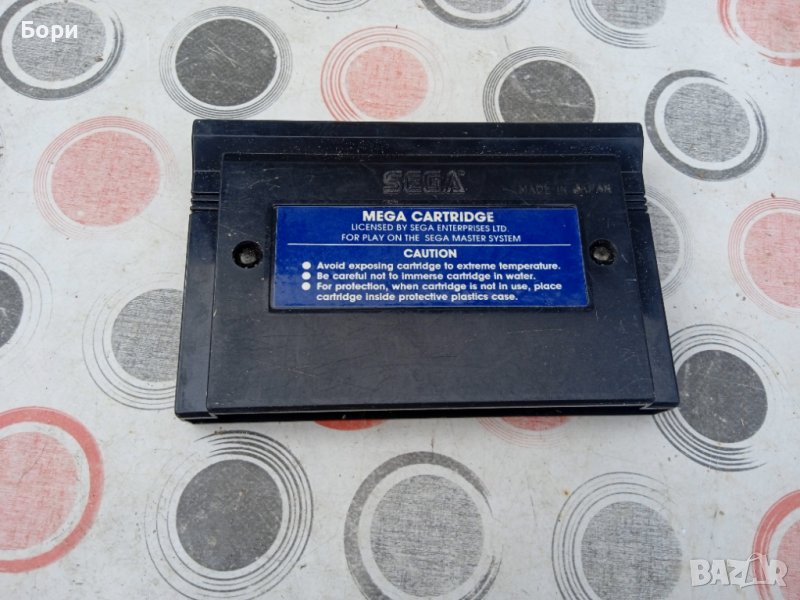 Бори
SEGA
MADE IN JAPAN
MEGA CARTRIDGE
LICENSED BY SEGA ENTERPRISES LTD.
FOR PLAY ON THE SEGA MASTER SYSTEM
CAUTION
● Avoid exposing cartridge to extreme temperature.
● Be careful not to immerse cartridge in water.
● For protection, when cartridge is not in use, place
cartridge inside protective plastics case.
BAZAR